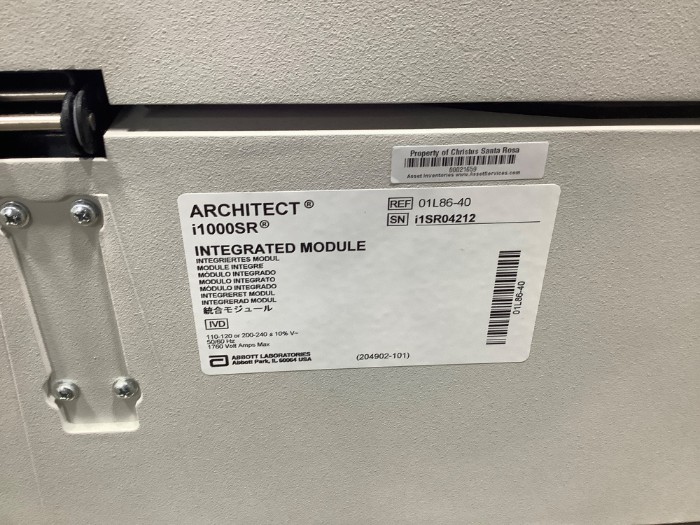 Property of Christus Santa Rosa
00021650
Asset Inventories www.AssetServices.com
ARCHITECT ®
i1000SR®
REF 01L86-40
SN i1SR04212
INTEGRATED MODULE
INTEGRIERTES MODUL
MODULE INTEGRE
MÓDULO INTEGRADO
MODULO INTEGRATO
MÓDULO INTEGRADO
INTEGRERET MODUL
INTEGRERAD MODUL
統合モジュール
IVD
110-120 or 200-240 ± 10% V~
50/60 Hz
1760 Volt Amps Max
ABBOTT LABORATORIES
Abbott Park, IL 60064 USA
(204902-101)
01L86-40